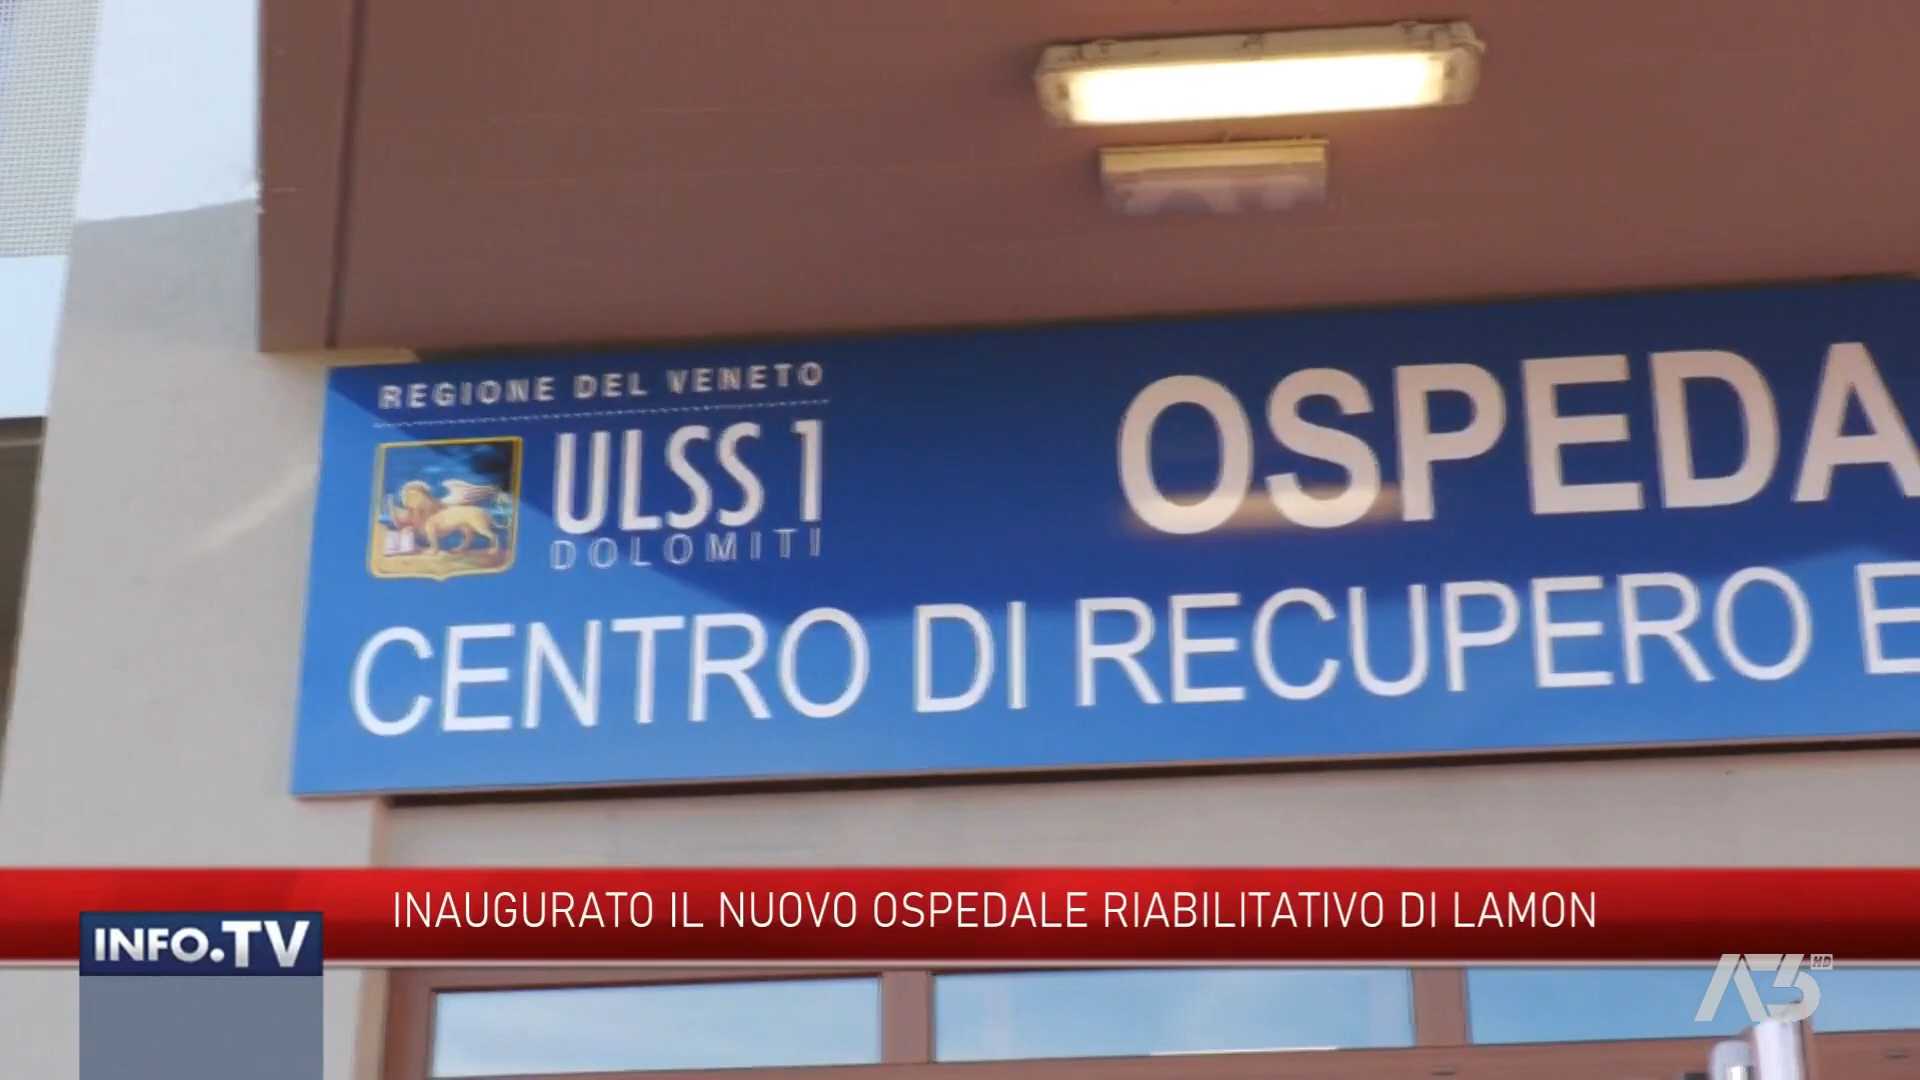 REGIONE DEL VENETO
ULSS 1
DOLOMITI
OSPEDA
CENTRO DI RECUPERO E
INAUGURATO IL NUOVO OSPEDALE RIABILITATIVO DI LAMON
INFO.TV
A3 HD